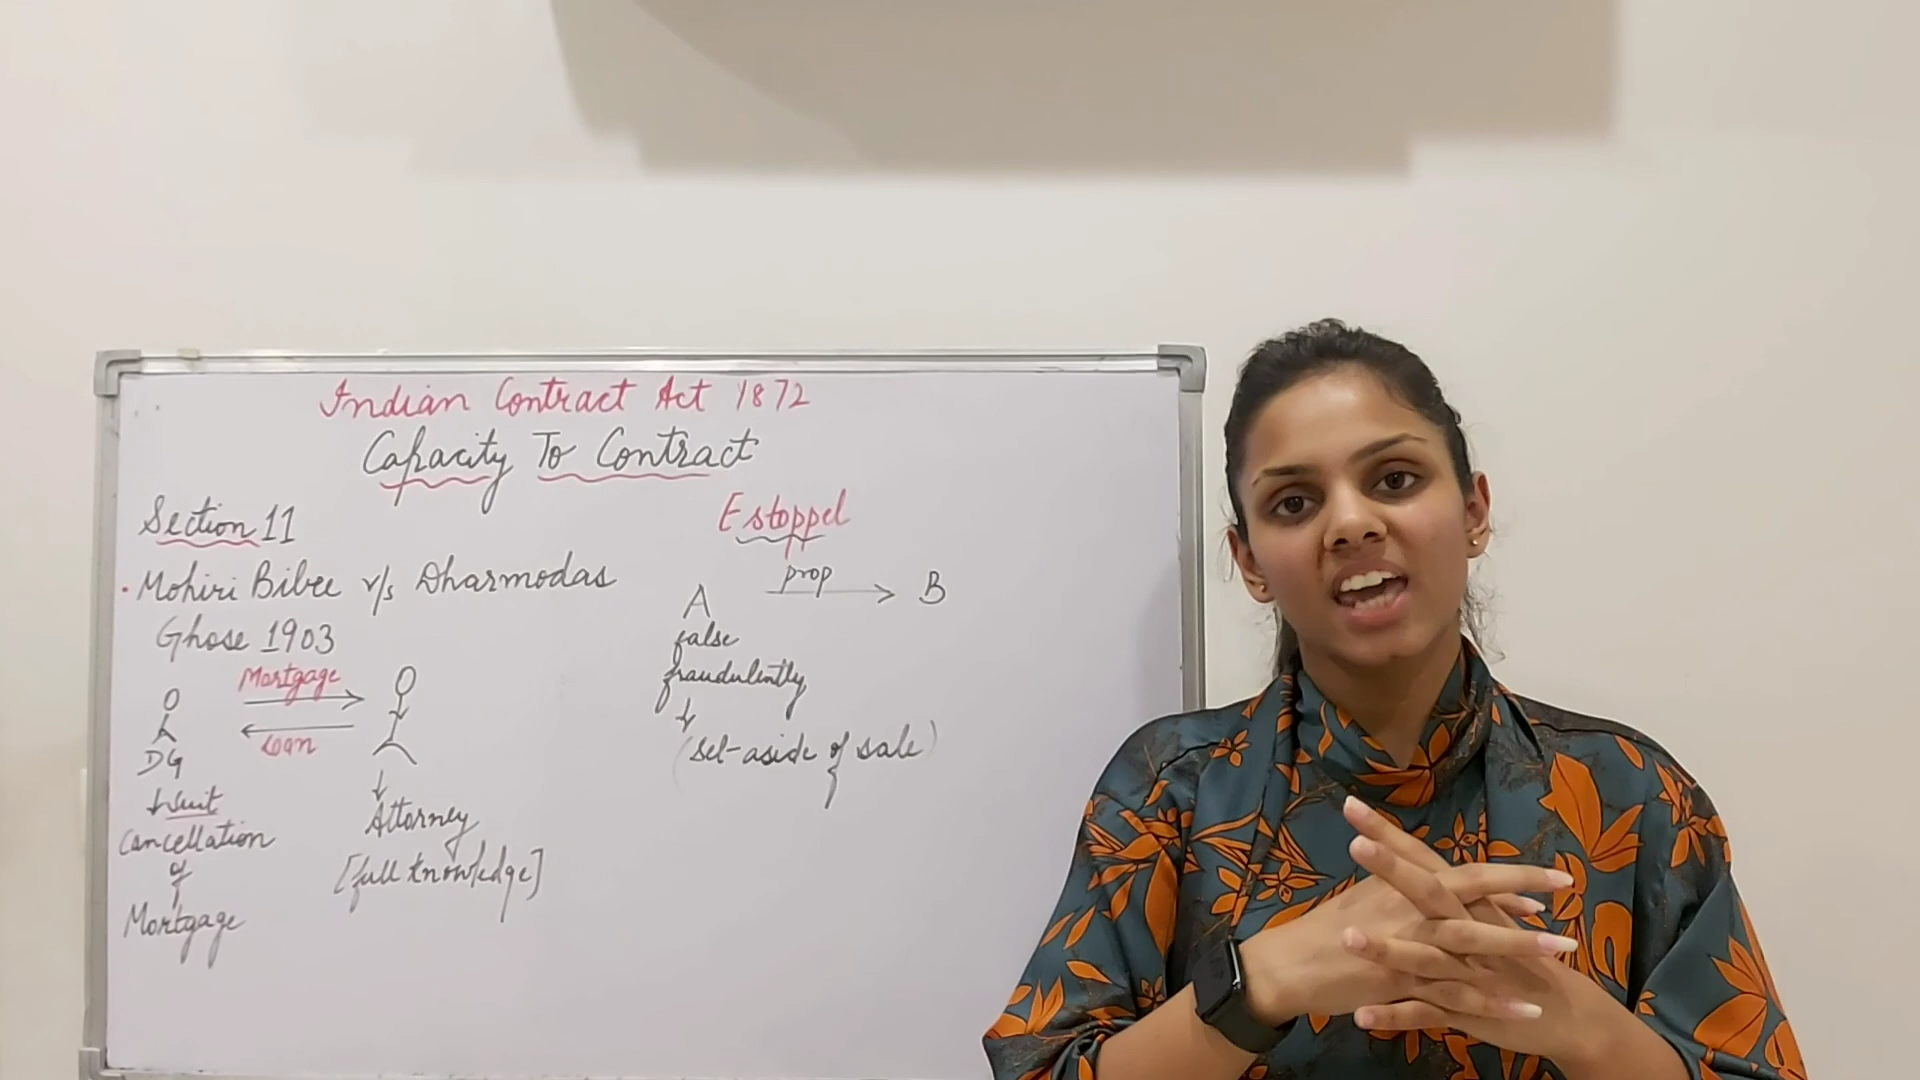 Indian Contract Act 1872
Capacity To Contract
Section 11
Mohiri Bibee v/s Dharmodas
Ghose 1903
Mortgage
Loan
DG
Suit
Cancellation
of
Mortgage
Attorney
[full knowledge]
Estoppel
A prop B
false
fraudulently
(set-aside of sale)